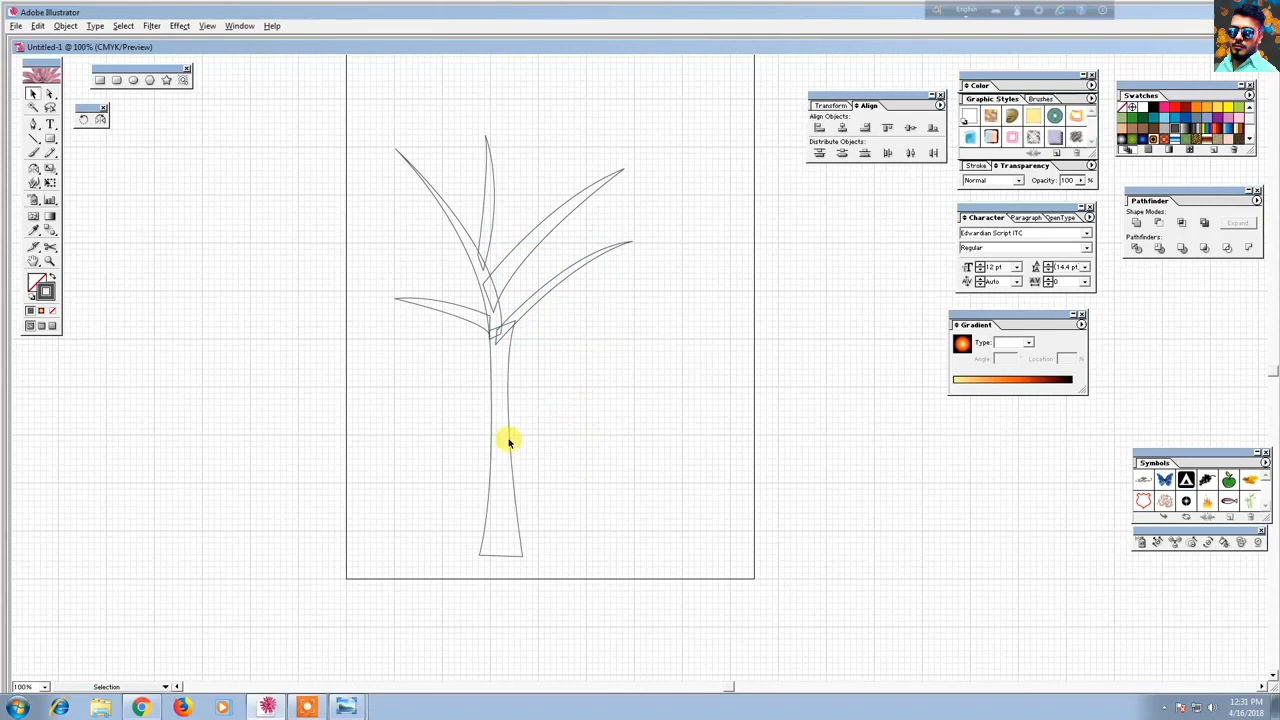 Adobe Illustrator
English
File Edit Object Type Select Filter Effect View Window Help
Untitled-1 @ 100% (CMYK/Preview)
Color
Graphic Styles Brushes
Stroke Transparency
Normal Opacity: 100 %
Transform Align
Align Objects:
Distribute Objects:
Swatches
Pathfinder
Shape Modes:
Expand
Pathfinders:
Character Paragraph OpenType
Edwardian Script ITC
Regular
12 pt (14.4 pt
Auto 0
Gradient
Type:
Angle: ° Location: %
Symbols
100% Selection
12:31 PM
4/16/2018